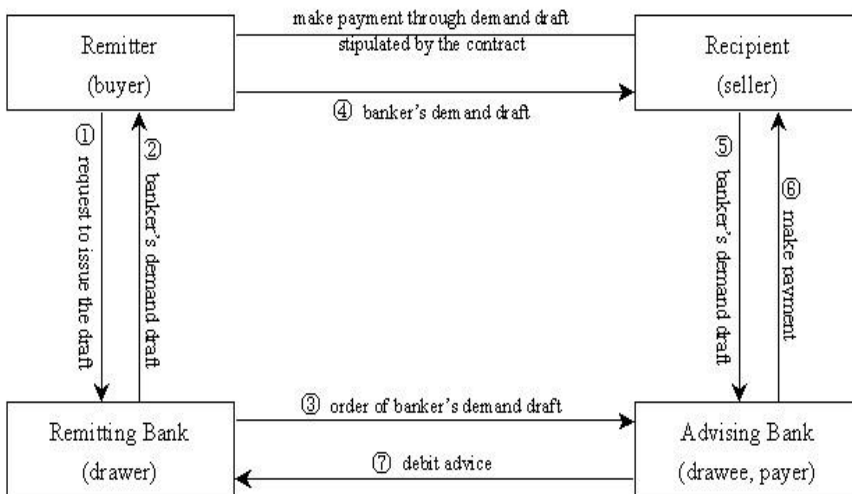 make payment through demand draft
stipulated by the contract
Remitter
(buyer)
Recipient
(seller)
④ banker's demand draft
① request to issue the draft
② banker's demand draft
⑤ banker's demand draft
⑥ make payment
③ order of banker's demand draft
Remitting Bank
(drawer)
Advising Bank
(drawee, payer)
⑦ debit advice